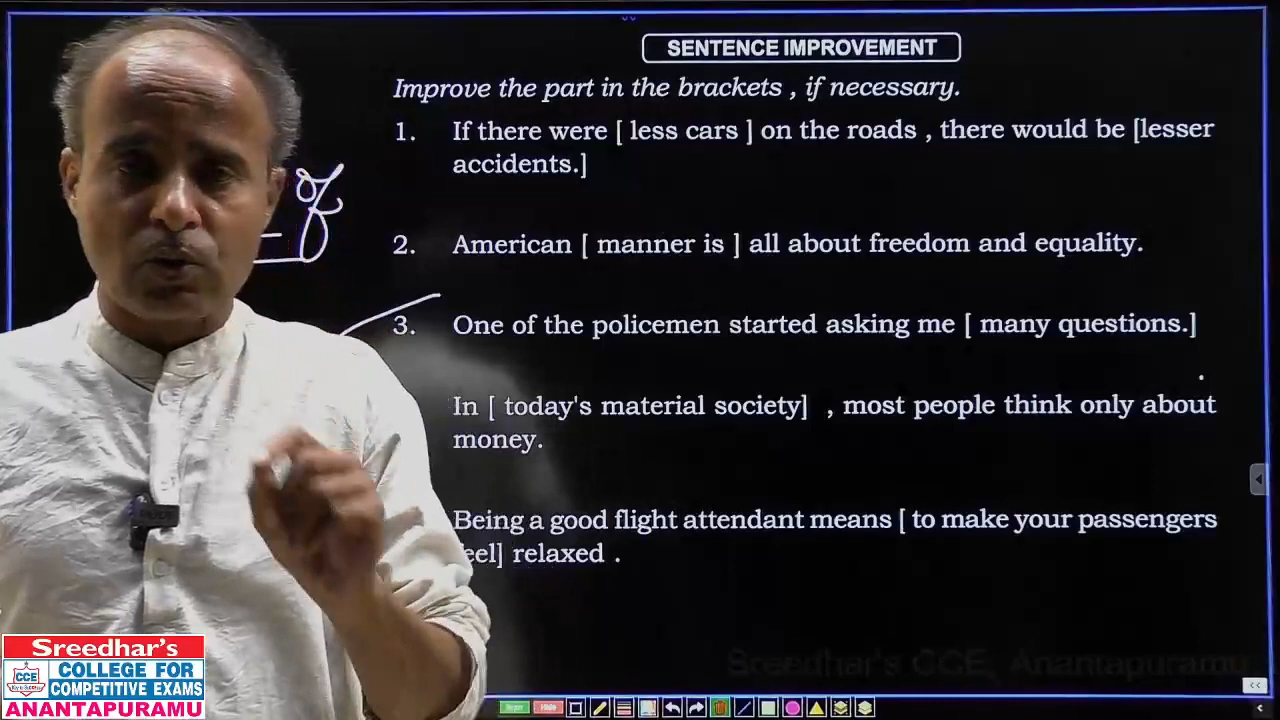 SENTENCE IMPROVEMENT
Improve the part in the brackets , if necessary.
1. If there were [ less cars ] on the roads , there would be [lesser
accidents.]
of
2. American [ manner is ] all about freedom and equality.
3. One of the policemen started asking me [ many questions.]
In [ today's material society] , most people think only about
money.
Being a good flight attendant means [ to make your passengers
eel] relaxed .
Sreedhar's
CCE
COLLEGE FOR
COMPETITIVE EXAMS
ANANTAPURAMU
Sreedhar's CCE, Anantapuramu